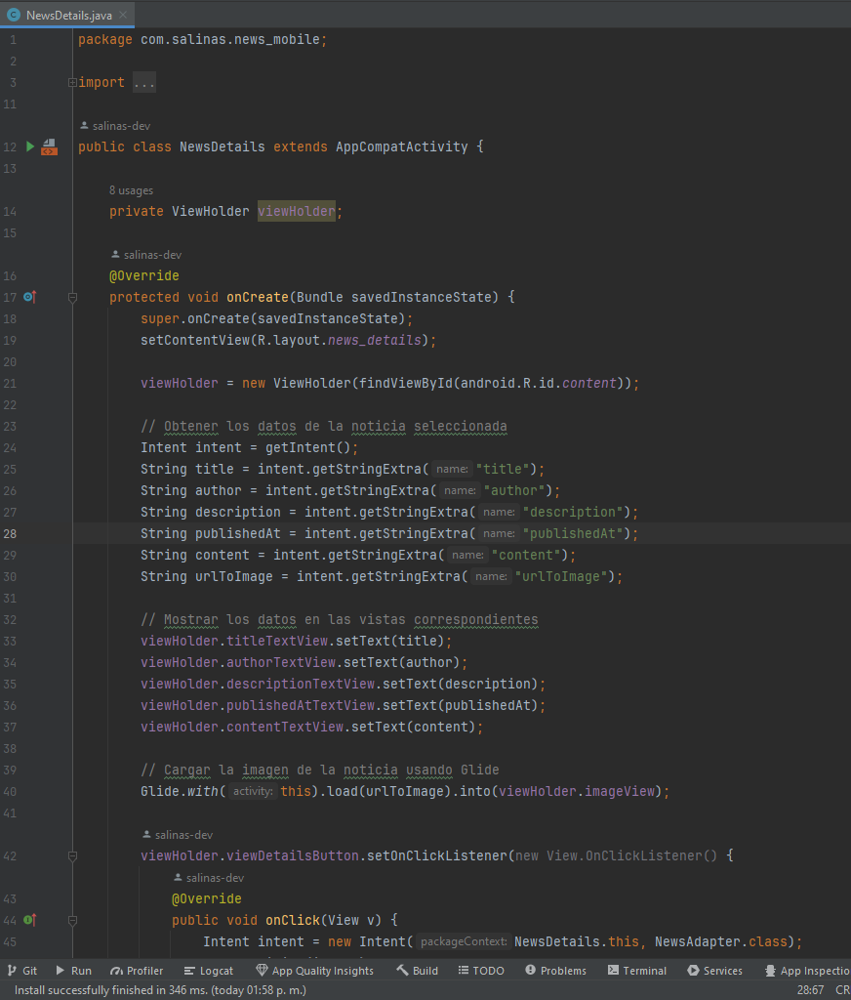 NewsDetails.java
1 package com.salinas.news_mobile;
2
3 import ...
11
salinas-dev
12 public class NewsDetails extends AppCompatActivity {
13
8 usages
14 private ViewHolder viewHolder;
15
salinas-dev
16 @Override
17 protected void onCreate(Bundle savedInstanceState) {
18 super.onCreate(savedInstanceState);
19 setContentView(R.layout.news_details);
20
21 viewHolder = new ViewHolder(findViewById(android.R.id.content));
22
23 // Obtener los datos de la noticia seleccionada
24 Intent intent = getIntent();
25 String title = intent.getStringExtra( name: "title");
26 String author = intent.getStringExtra( name: "author");
27 String description = intent.getStringExtra( name: "description");
28 String publishedAt = intent.getStringExtra( name: "publishedAt");
29 String content = intent.getStringExtra( name: "content");
30 String urlToImage = intent.getStringExtra( name: "urlToImage");
31
32 // Mostrar los datos en las vistas correspondientes
33 viewHolder.titleTextView.setText(title);
34 viewHolder.authorTextView.setText(author);
35 viewHolder.descriptionTextView.setText(description);
36 viewHolder.publishedAtTextView.setText(publishedAt);
37 viewHolder.contentTextView.setText(content);
38
39 // Cargar la imagen de la noticia usando Glide
40 Glide.with( activity: this).load(urlToImage).into(viewHolder.imageView);
41
salinas-dev
42 viewHolder.viewDetailsButton.setOnClickListener(new View.OnClickListener() {
salinas-dev
43 @Override
44 public void onClick(View v) {
45 Intent intent = new Intent( packageContext: NewsDetails.this, NewsAdapter.class);
Git Run Profiler Logcat App Quality Insights Build TODO Problems Terminal Services App Inspectio
Install successfully finished in 346 ms. (today 01:58 p. m.) 28:67 CR